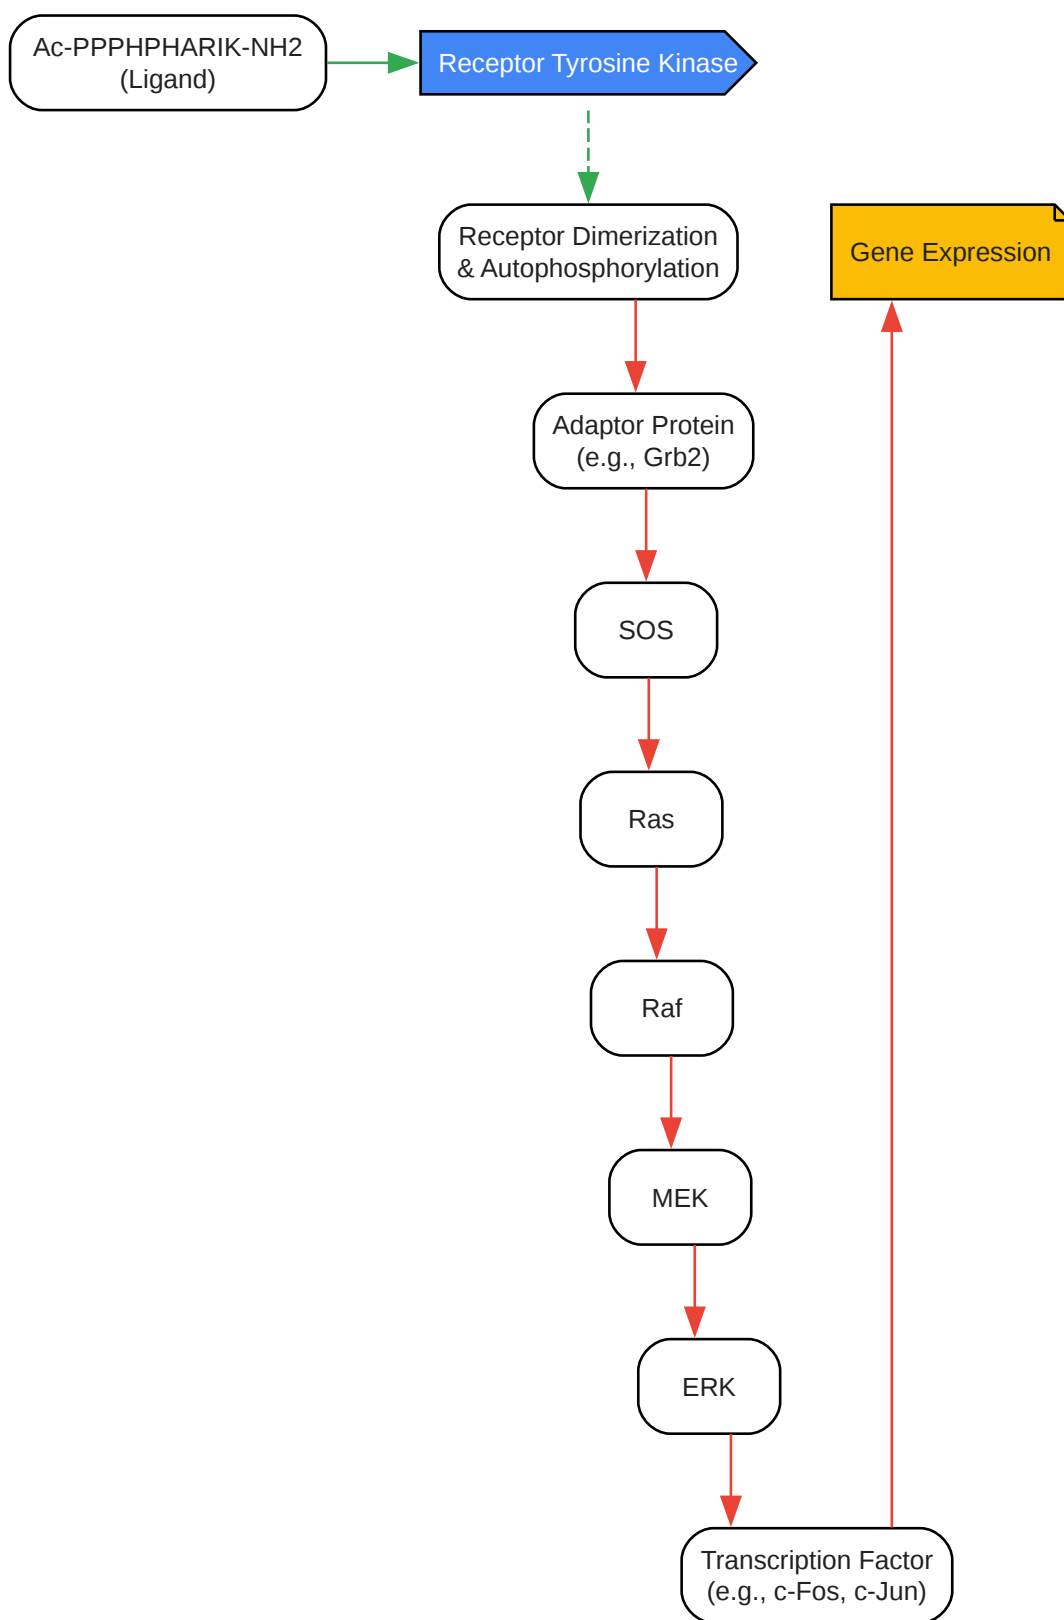 Ac-PPPHPHARIK-NH2
(Ligand)
Receptor Tyrosine Kinase
Receptor Dimerization
& Autophosphorylation
Gene Expression
Adaptor Protein
(e.g., Grb2)
SOS
Ras
Raf
MEK
ERK
Transcription Factor
(e.g., c-Fos, c-Jun)